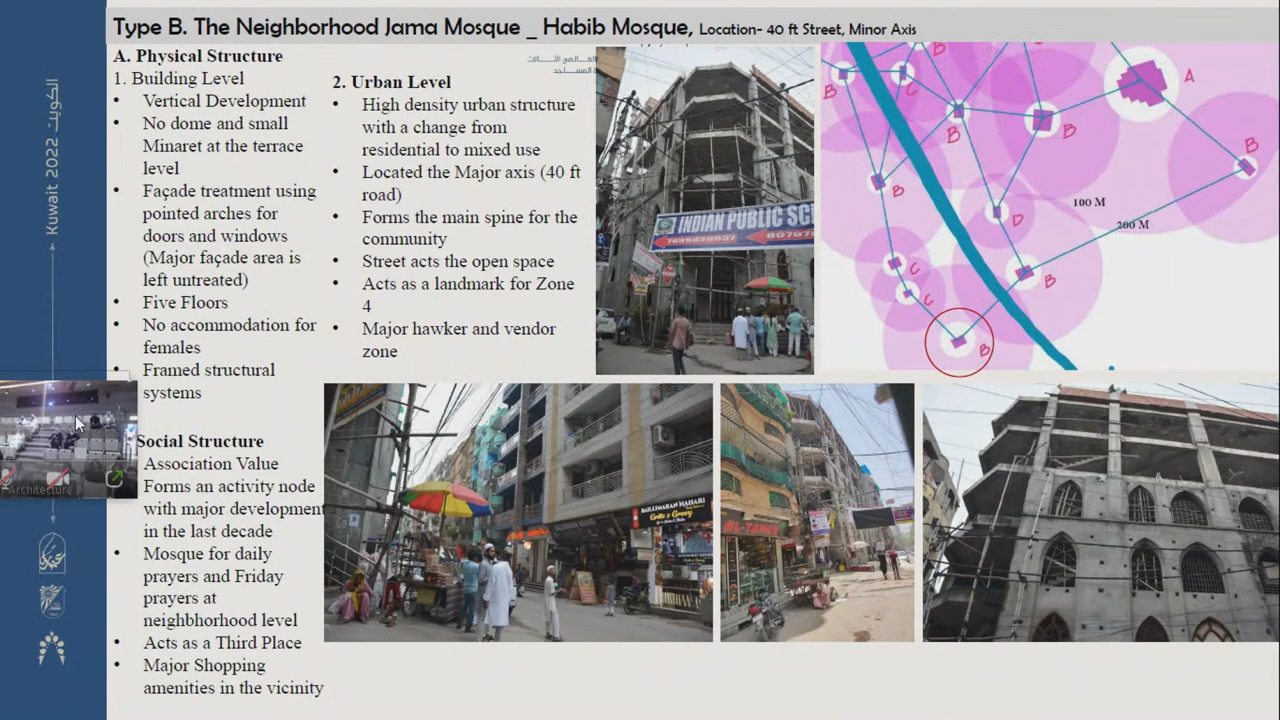 Type B. The Neighborhood Jama Mosque _ Habib Mosque, Location- 40 ft Street, Minor Axis
A. Physical Structure
1. Building Level
• Vertical Development
• No dome and small
Minaret at the terrace
level
• Façade treatment using
pointed arches for
doors and windows
(Major façade area is
left untreated)
• Five Floors
• No accommodation for
females
• Framed structural
systems
Social Structure
Association Value
Forms an activity node
with major development
in the last decade
• Mosque for daily
prayers and Friday
prayers at
neighbhorhood level
• Acts as a Third Place
• Major Shopping
amenities in the vicinity
2. Urban Level
• High density urban structure
with a change from
residential to mixed use
• Located the Major axis (40 ft
road)
• Forms the main spine for the
community
• Street acts the open space
• Acts as a landmark for Zone
4
• Major hawker and vendor
zone
INDIAN PUBLIC SC
A
B
C
B
B
B
B
D
100 M
200 M
C
B
C
B
BALLIMARAN NAHARI
Grills & Gravy
AL-TAMUR
Kuwait 2022 الكويت
Architecture